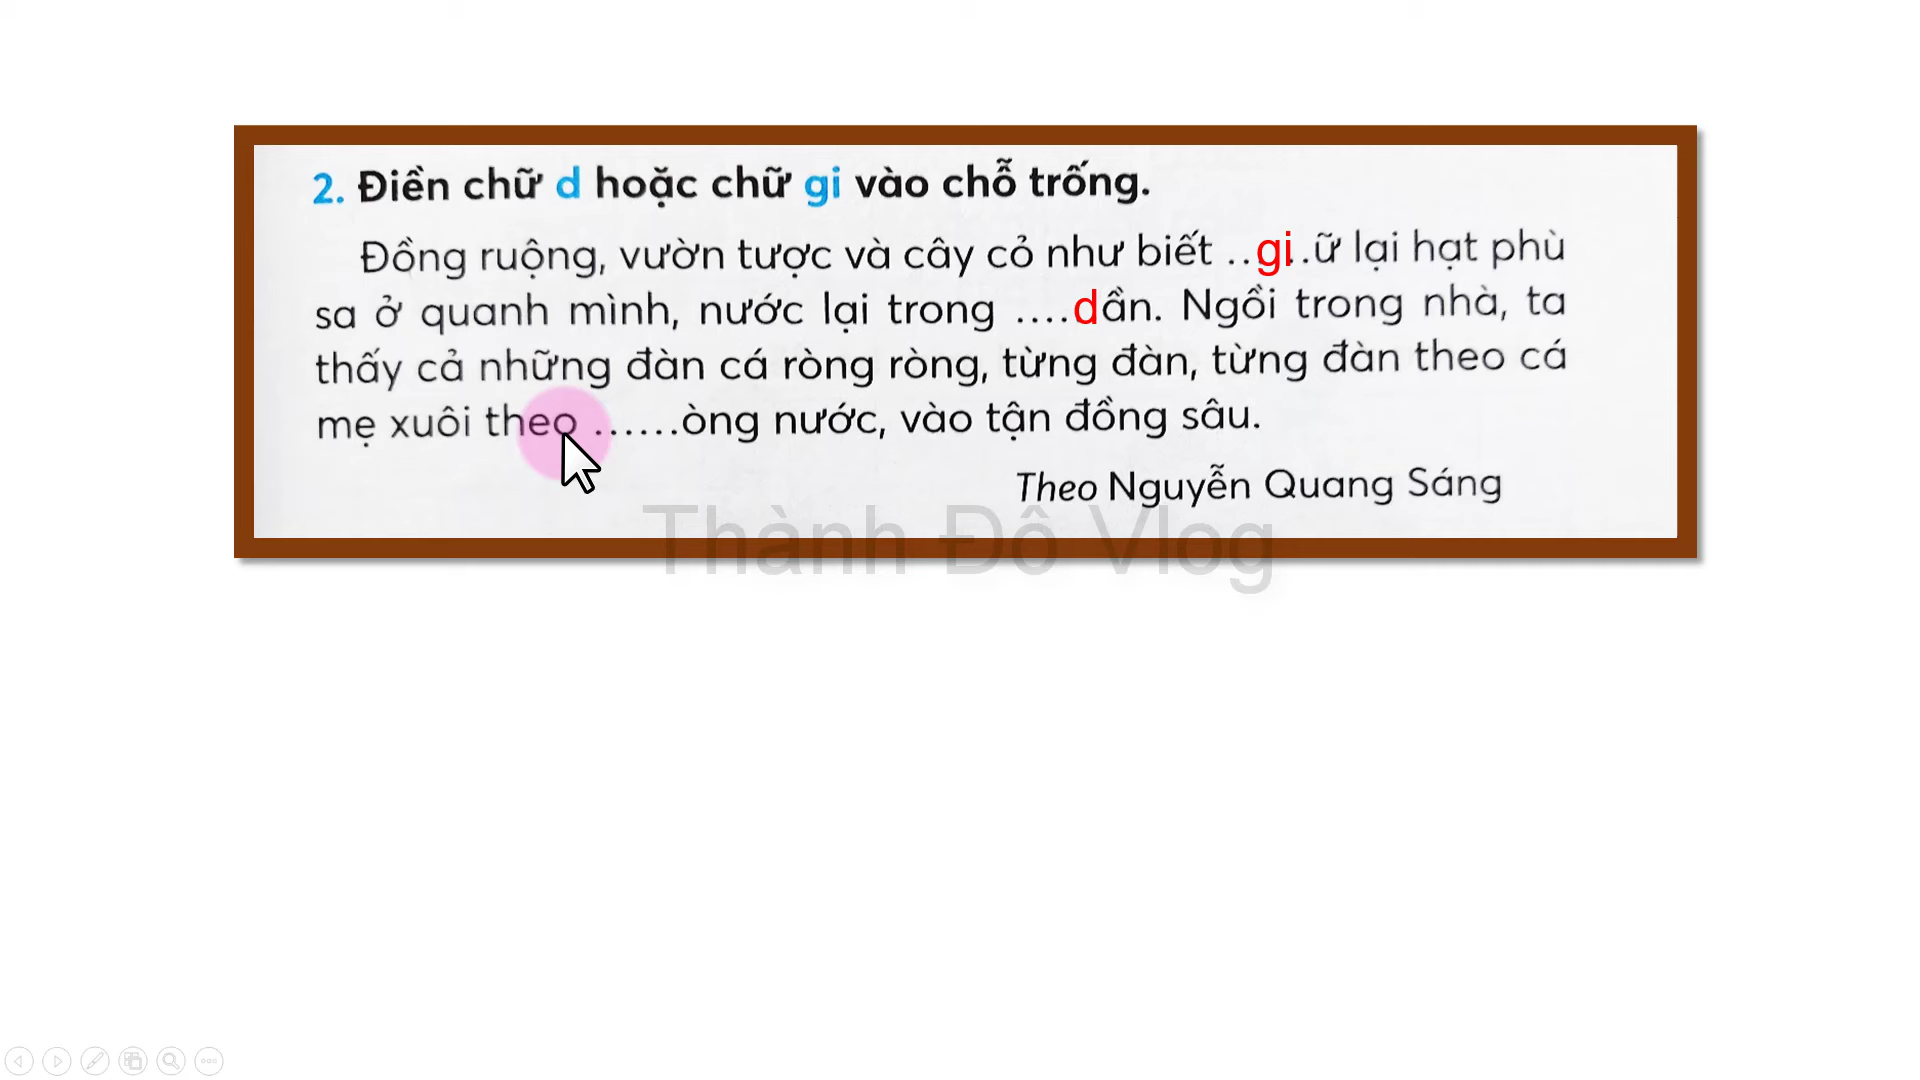 2. Điền chữ d hoặc chữ gi vào chỗ trống.
Đồng ruộng, vườn tược và cây cỏ như biết ..gi..ữ lại hạt phù
sa ở quanh mình, nước lại trong ....dần. Ngồi trong nhà, ta
thấy cả những đàn cá ròng ròng, từng đàn, từng đàn theo cá
mẹ xuôi theo ......òng nước, vào tận đồng sâu.
Theo Nguyễn Quang Sáng
Thành Đô Vlog